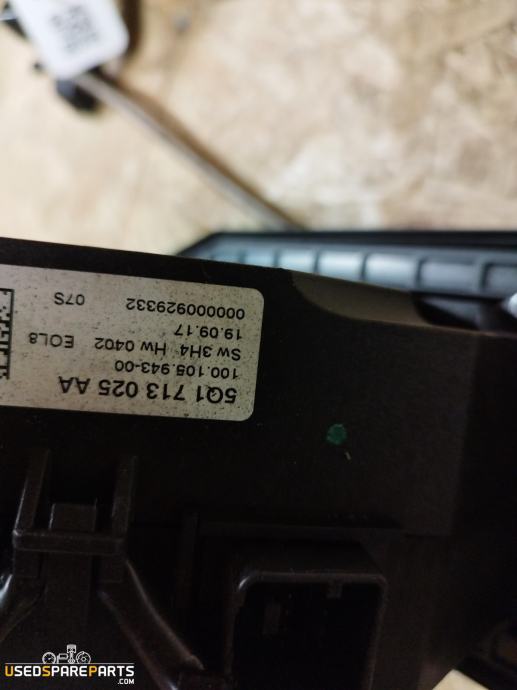 5Q1 713 025 AA
100.105.943-00
Sw 3H4 Hw 0402 EOL8
19.09.17
0000000929332 07S
USEDSPAREPARTS
.COM